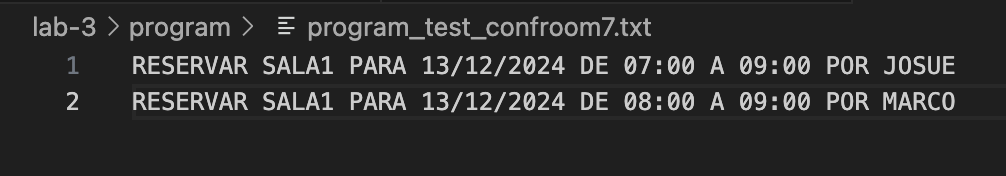 lab-3 > program > program_test_confroom7.txt
1 RESERVAR SALA1 PARA 13/12/2024 DE 07:00 A 09:00 POR JOSUE
2 RESERVAR SALA1 PARA 13/12/2024 DE 08:00 A 09:00 POR MARCO